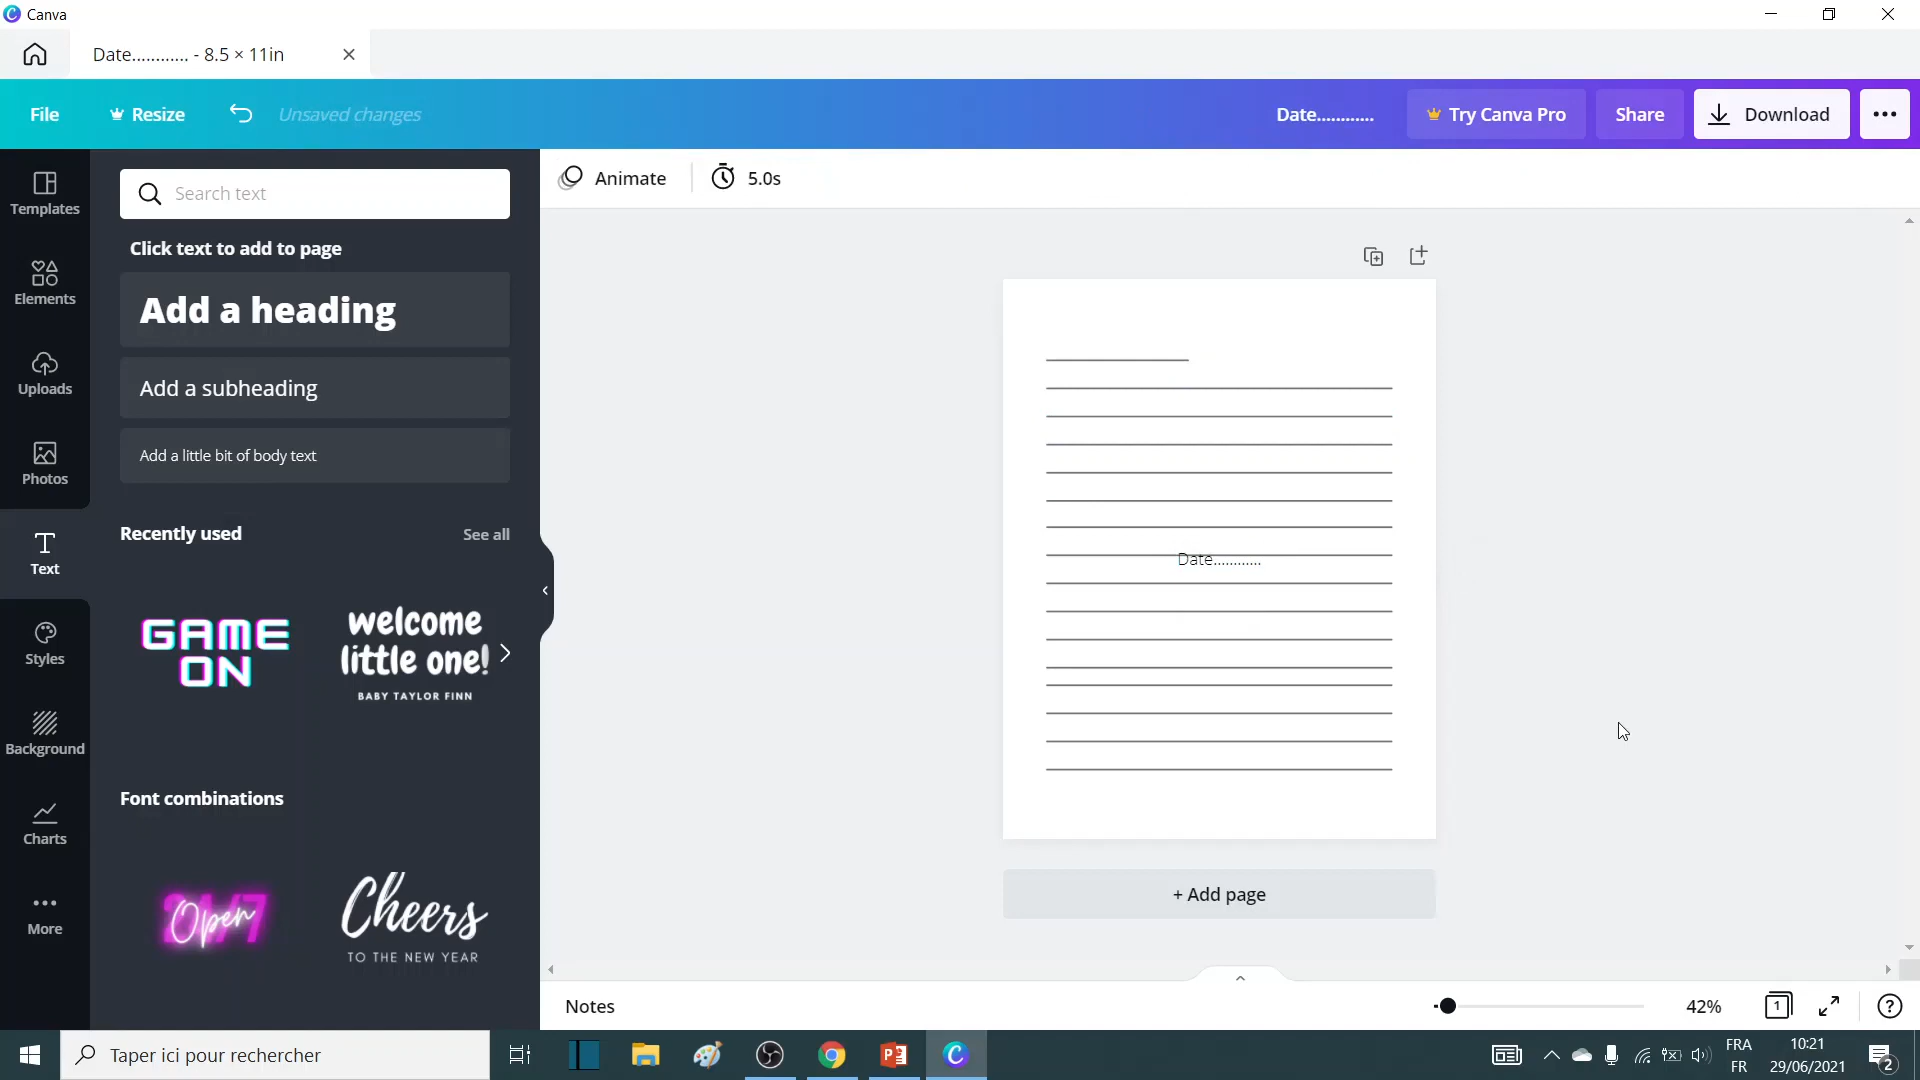 Canva
Date............ - 8.5 × 11in
File
Resize
Unsaved changes
Date............
Try Canva Pro
Share
Download
Templates
Elements
Uploads
Photos
Text
Styles
Background
Charts
More
Search text
Click text to add to page
Add a heading
Add a subheading
Add a little bit of body text
Recently used
See all
GAME
ON
welcome
little one!
BABY TAYLOR FINN
Font combinations
24/7
Open
Cheers
TO THE NEW YEAR
Animate
5.0s
Date............
+ Add page
Notes
42%
1
Taper ici pour rechercher
FRA
FR
10:21
29/06/2021
2